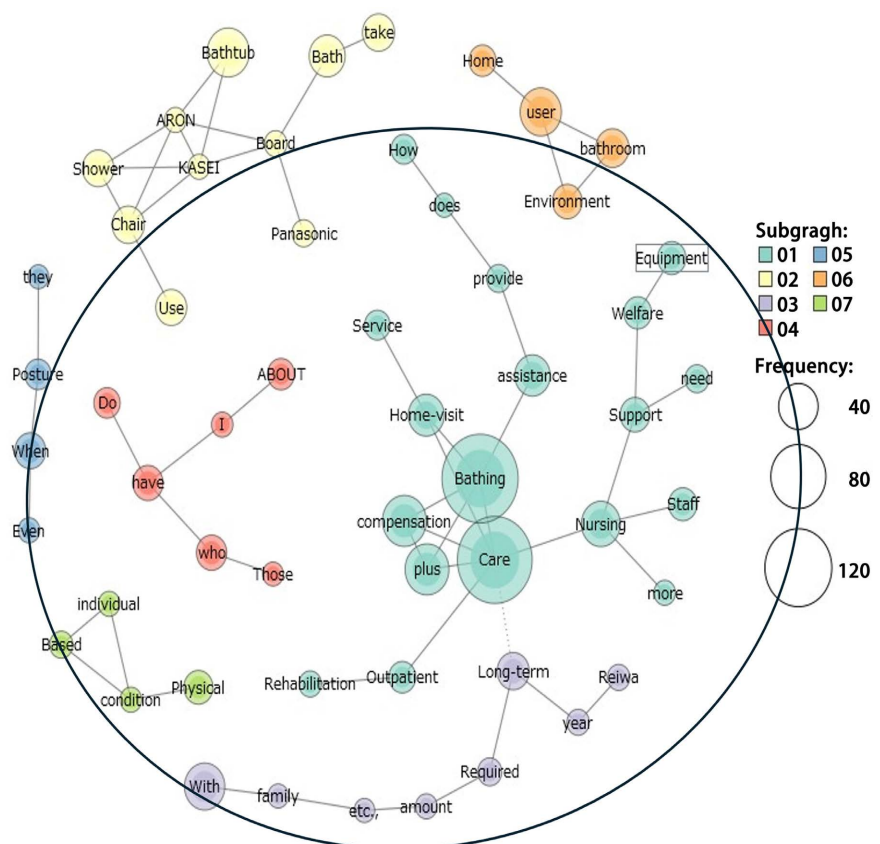 take
Bathtub
Bath
Home
user
ARON
Board
bathroom
How
Shower
KASEI
does
Environment
Chair
Panasonic
Equipment
they
provide
Use
Welfare
Service
Posture
ABOUT
assistance
need
Do
I
Home-visit
Support
When
have
Bathing
Staff
compensation
Nursing
Even
who
Care
plus
Those
more
individual
Based
Long-term
Reiwa
Rehabilitation
Outpatient
Physical
condition
year
Required
With
family
etc.,
amount
Subgragh:
01
05
02
06
03
07
04
Frequency:
40
80
120